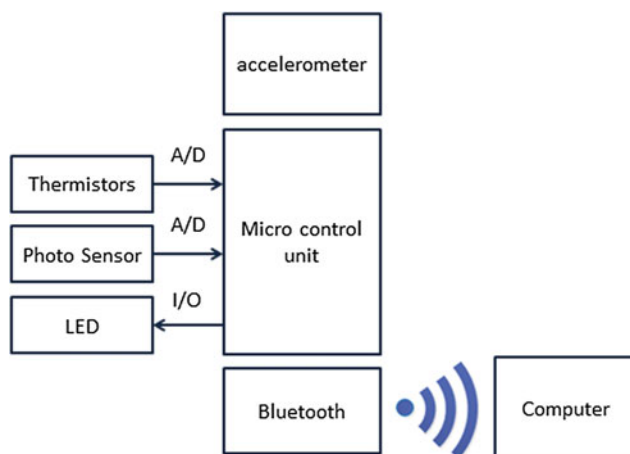 accelerometer
A/D
Thermistors
Micro control
unit
A/D
Photo Sensor
I/O
LED
Bluetooth
Computer